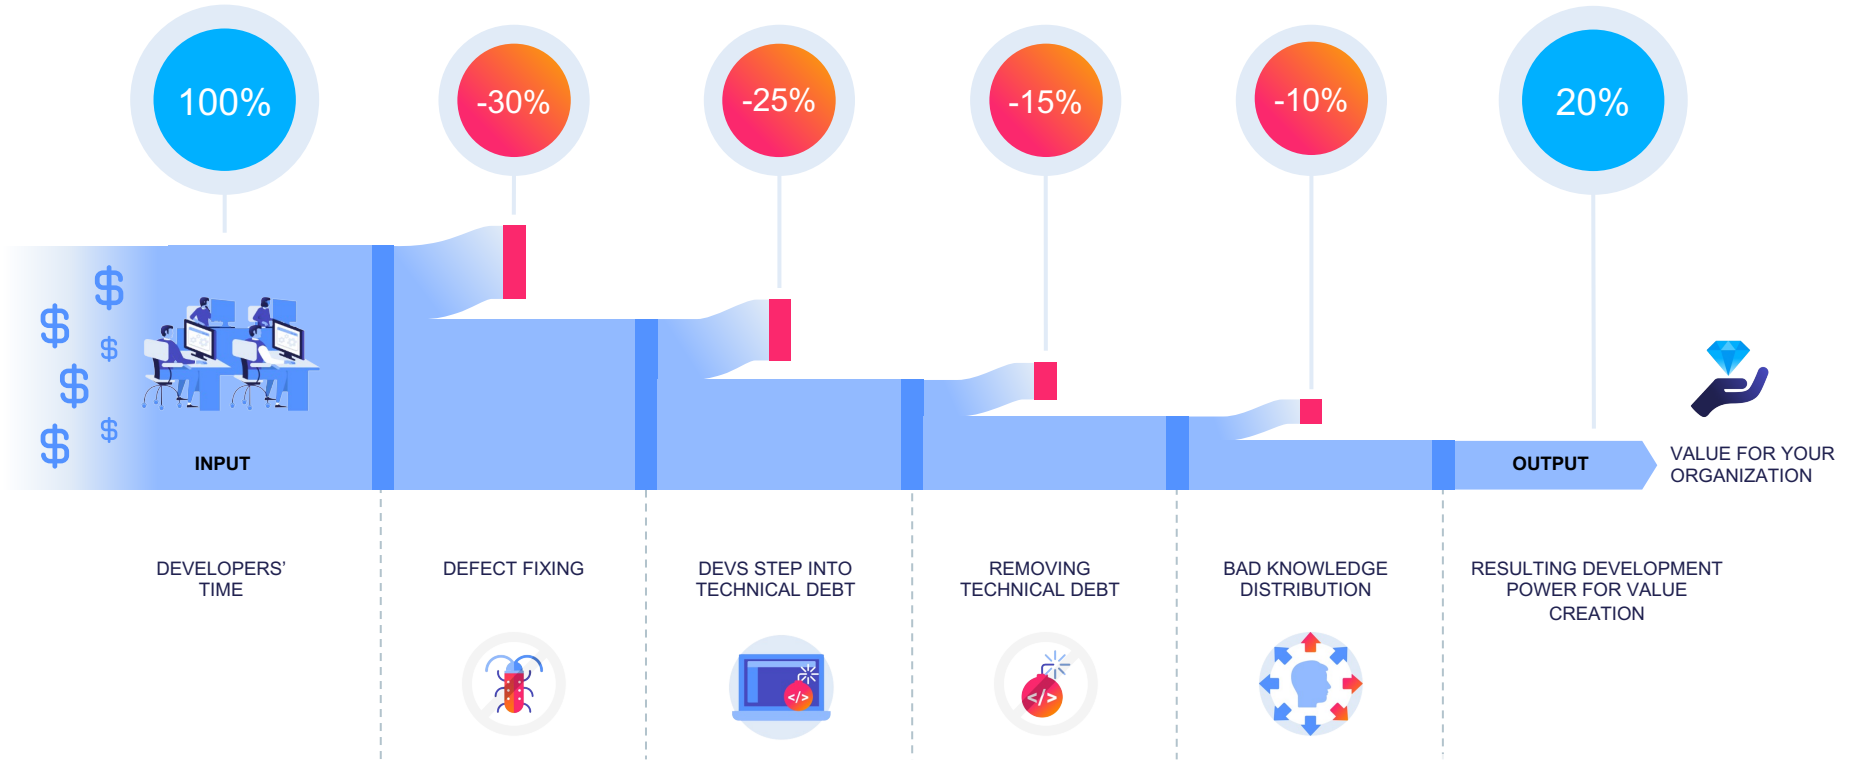 100%
-30%
-25%
-15%
-10%
20%
$
$
$
$
$
$
INPUT
OUTPUT
VALUE FOR YOUR
ORGANIZATION
DEVELOPERS’
TIME
DEFECT FIXING
DEVS STEP INTO
TECHNICAL DEBT
REMOVING
TECHNICAL DEBT
BAD KNOWLEDGE
DISTRIBUTION
RESULTING DEVELOPMENT
POWER FOR VALUE
CREATION
</>
</>